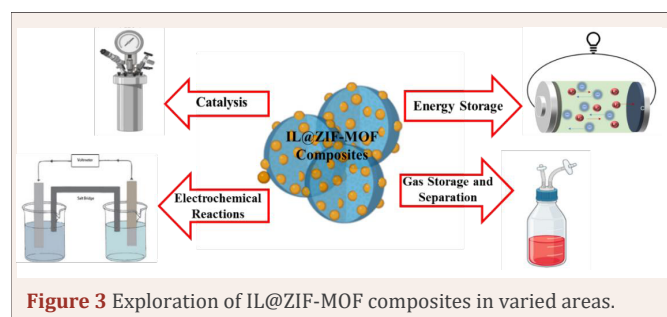 Catalysis
Energy Storage
IL@ZIF-MOF
Composites
Voltmeter
Salt Bridge
Electrochemical
Reactions
Gas Storage and
Separation
Figure 3 Exploration of IL@ZIF-MOF composites in varied areas.